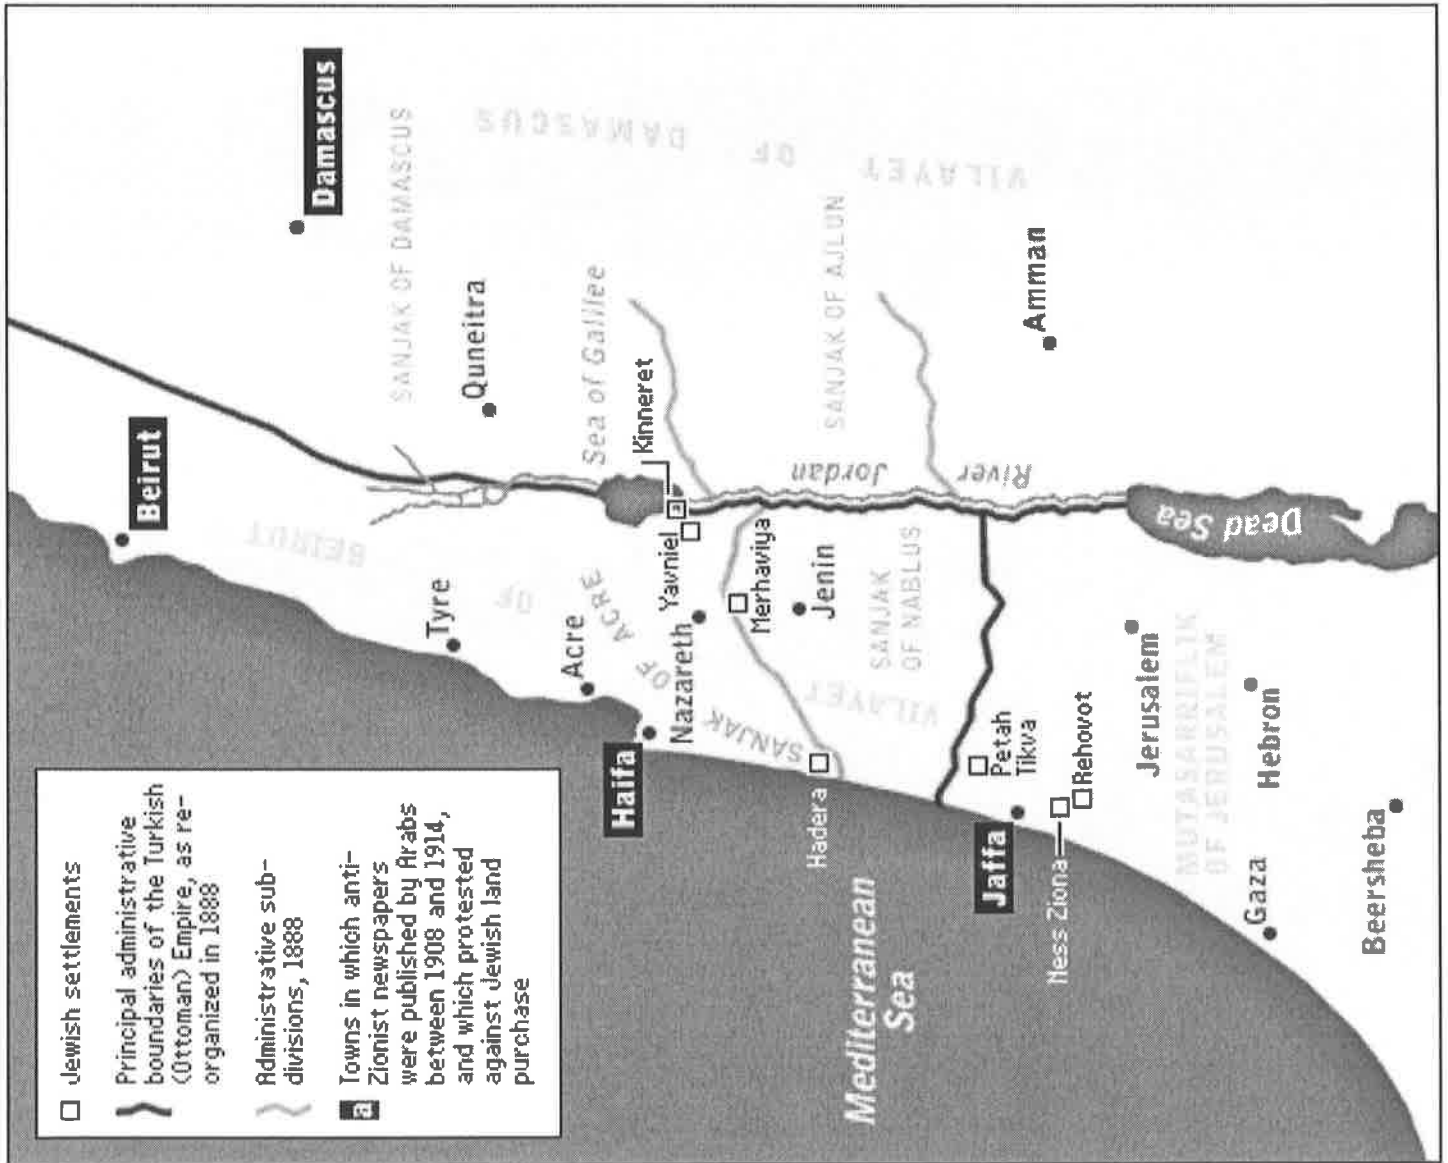 Jewish settlements
Principal administrative
boundaries of the Turkish
(Ottoman) Empire, as re-
organized in 1888
Administrative sub-
divisions, 1888
a
Towns in which anti-
Zionist newspapers
were published by Arabs
between 1908 and 1914,
and which protested
against Jewish land
purchase
Beirut
Damascus
SANJAK OF DAMASCUS
VILAYET OF DAMASCUS
Quneitra
Tyre
VILAYET OF BEIRUT
Sea of Galilee
Acre
SANJAK OF ACRE
Kinneret
a
Haifa
Nazareth
Yavniel
Merhaviya
Hadera
Jenin
SANJAK OF AJLUN
Jordan River
SANJAK
OF NABLUS
Mediterranean
Sea
Petah
Tikva
Jaffa
Amman
Ness Ziona
Rehovot
Jerusalem
MUTASARRIFLIK
OF JERUSALEM
Dead Sea
Hebron
Gaza
Beersheba